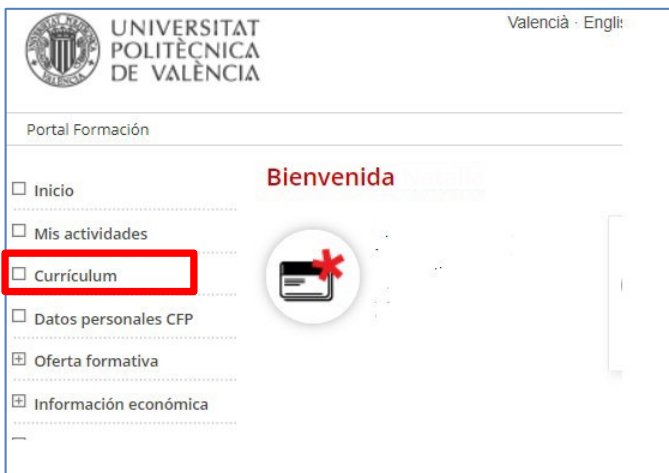 UNIVERSITAT
POLITÈCNICA
DE VALÈNCIA
Valencià · Englis
Portal Formación
Bienvenida
Inicio
Mis actividades
Currículum
Datos personales CFP
Oferta formativa
Información económica